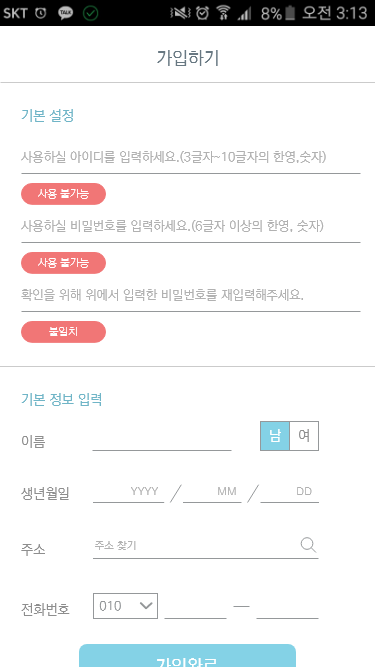 SKT TALK 8% 오전 3:13
가입하기
기본 설정
사용하실 아이디를 입력하세요.(3글자~10글자의 한영,숫자)
사용 불가능
사용하실 비밀번호를 입력하세요.(6글자 이상의 한영, 숫자)
사용 불가능
확인을 위해 위에서 입력한 비밀번호를 재입력해주세요.
불일치
기본 정보 입력
이름 남 여
생년월일 YYYY / MM / DD
주소 주소 찾기
전화번호 010 —
가입완료